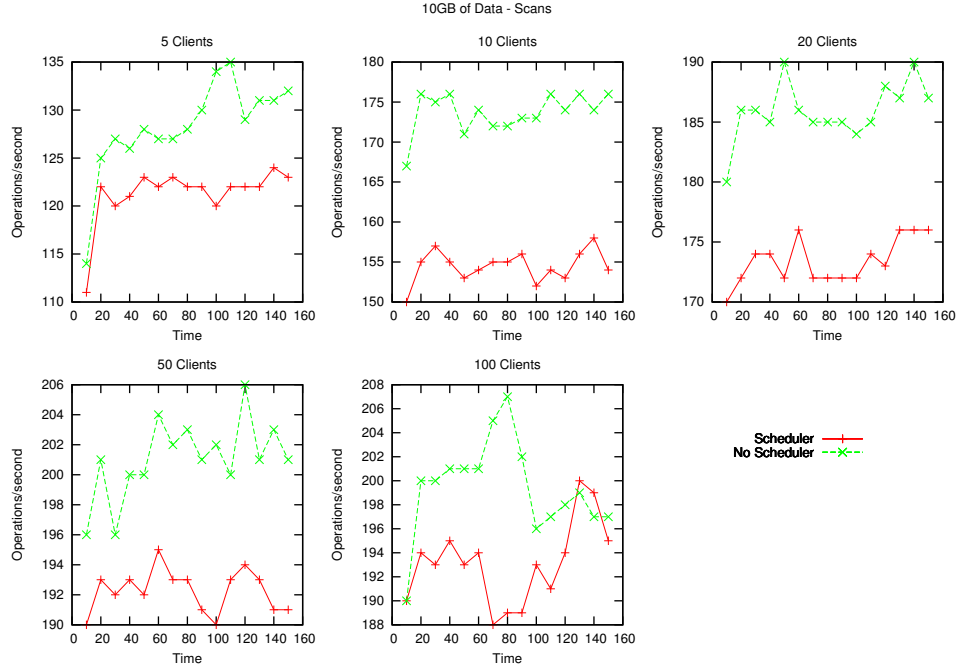 10GB of Data - Scans
5 Clients
135
130
125
120
115
110
0 20 40 60 80 100 120 140 160
Operations/second
Time
10 Clients
180
175
170
165
160
155
150
0 20 40 60 80 100 120 140 160
Operations/second
Time
20 Clients
190
185
180
175
170
0 20 40 60 80 100 120 140 160
Operations/second
Time
50 Clients
206
204
202
200
198
196
194
192
190
0 20 40 60 80 100 120 140 160
Operations/second
Time
100 Clients
208
206
204
202
200
198
196
194
192
190
188
0 20 40 60 80 100 120 140 160
Operations/second
Time
Scheduler
No Scheduler